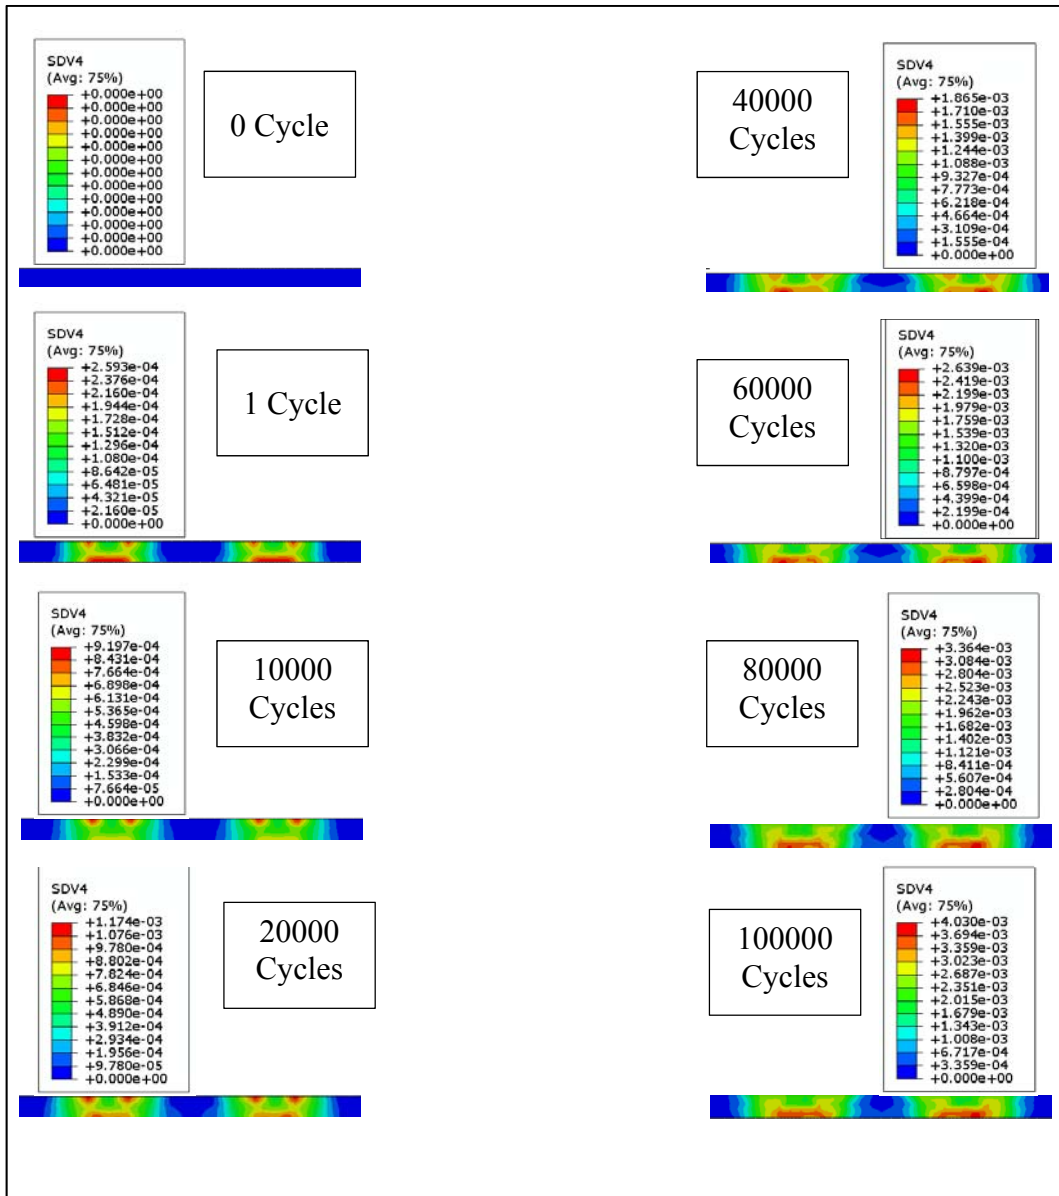 SDV4
(Avg: 75%)
+0.000e+00
+0.000e+00
+0.000e+00
+0.000e+00
+0.000e+00
+0.000e+00
+0.000e+00
+0.000e+00
+0.000e+00
+0.000e+00
+0.000e+00
+0.000e+00
+0.000e+00
0 Cycle
SDV4
(Avg: 75%)
+2.593e-04
+2.376e-04
+2.160e-04
+1.944e-04
+1.728e-04
+1.512e-04
+1.296e-04
+1.080e-04
+8.642e-05
+6.481e-05
+4.321e-05
+2.160e-05
+0.000e+00
1 Cycle
SDV4
(Avg: 75%)
+9.197e-04
+8.431e-04
+7.664e-04
+6.898e-04
+6.131e-04
+5.365e-04
+4.598e-04
+3.832e-04
+3.066e-04
+2.299e-04
+1.533e-04
+7.664e-05
+0.000e+00
10000
Cycles
SDV4
(Avg: 75%)
+1.174e-03
+1.076e-03
+9.780e-04
+8.802e-04
+7.824e-04
+6.846e-04
+5.868e-04
+4.890e-04
+3.912e-04
+2.934e-04
+1.956e-04
+9.780e-05
+0.000e+00
20000
Cycles
40000
Cycles
SDV4
(Avg: 75%)
+1.865e-03
+1.710e-03
+1.555e-03
+1.399e-03
+1.244e-03
+1.088e-03
+9.327e-04
+7.773e-04
+6.218e-04
+4.664e-04
+3.109e-04
+1.555e-04
+0.000e+00
60000
Cycles
SDV4
(Avg: 75%)
+2.639e-03
+2.419e-03
+2.199e-03
+1.979e-03
+1.759e-03
+1.539e-03
+1.320e-03
+1.100e-03
+8.797e-04
+6.598e-04
+4.399e-04
+2.199e-04
+0.000e+00
80000
Cycles
SDV4
(Avg: 75%)
+3.364e-03
+3.084e-03
+2.804e-03
+2.523e-03
+2.243e-03
+1.962e-03
+1.682e-03
+1.402e-03
+1.121e-03
+8.411e-04
+5.607e-04
+2.804e-04
+0.000e+00
100000
Cycles
SDV4
(Avg: 75%)
+4.030e-03
+3.694e-03
+3.359e-03
+3.023e-03
+2.687e-03
+2.351e-03
+2.015e-03
+1.679e-03
+1.343e-03
+1.008e-03
+6.717e-04
+3.359e-04
+0.000e+00